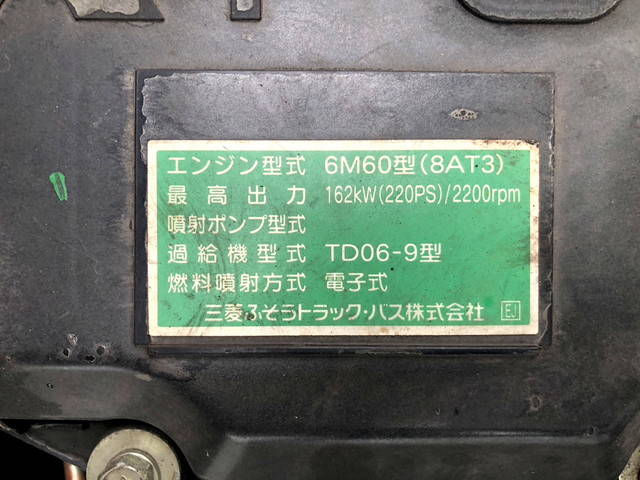 エンジン型式 6M60型(8AT3)
最高出力 162kW(220PS)/2200rpm
噴射ポンプ型式
過給機型式 TD06-9型
燃料噴射方式 電子式
三菱ふそうトラック・バス株式会社 EJ